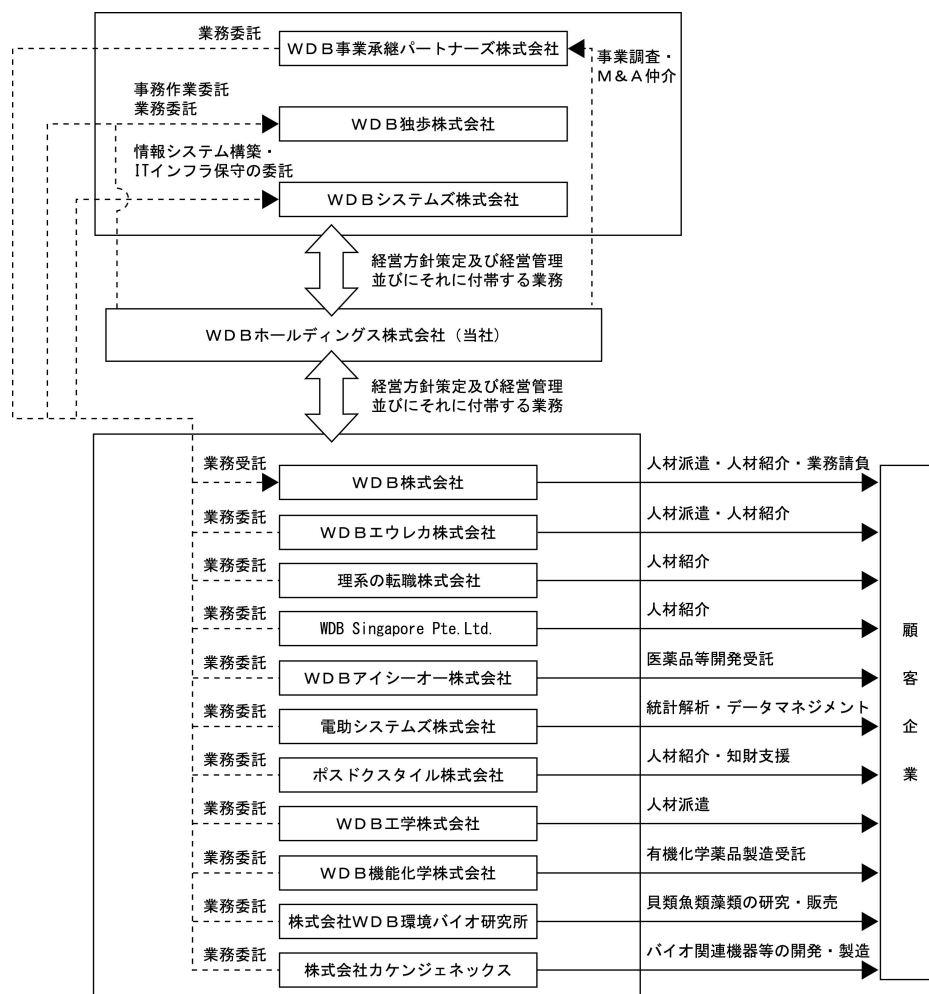 業務委託
ＷＤＢ事業承継パートナーズ株式会社
事業調査・
Ｍ＆Ａ仲介
事務作業委託
業務委託
ＷＤＢ独歩株式会社
情報システム構築・
ITインフラ保守の委託
ＷＤＢシステムズ株式会社
経営方針策定及び経営管理
並びにそれに付帯する業務
ＷＤＢホールディングス株式会社（当社）
経営方針策定及び経営管理
並びにそれに付帯する業務
業務受託
ＷＤＢ株式会社
人材派遣・人材紹介・業務請負
業務委託
ＷＤＢエウレカ株式会社
人材派遣・人材紹介
業務委託
理系の転職株式会社
人材紹介
業務委託
WDB Singapore Pte.Ltd.
人材紹介
業務委託
ＷＤＢアイシーオー株式会社
医薬品等開発受託
業務委託
電助システムズ株式会社
統計解析・データマネジメント
業務委託
ポスドクスタイル株式会社
人材紹介・知財支援
業務委託
ＷＤＢ工学株式会社
人材派遣
業務委託
ＷＤＢ機能化学株式会社
有機化学薬品製造受託
業務委託
株式会社ＷＤＢ環境バイオ研究所
貝類魚類藻類の研究・販売
業務委託
株式会社カケンジェネックス
バイオ関連機器等の開発・製造
顧客企業